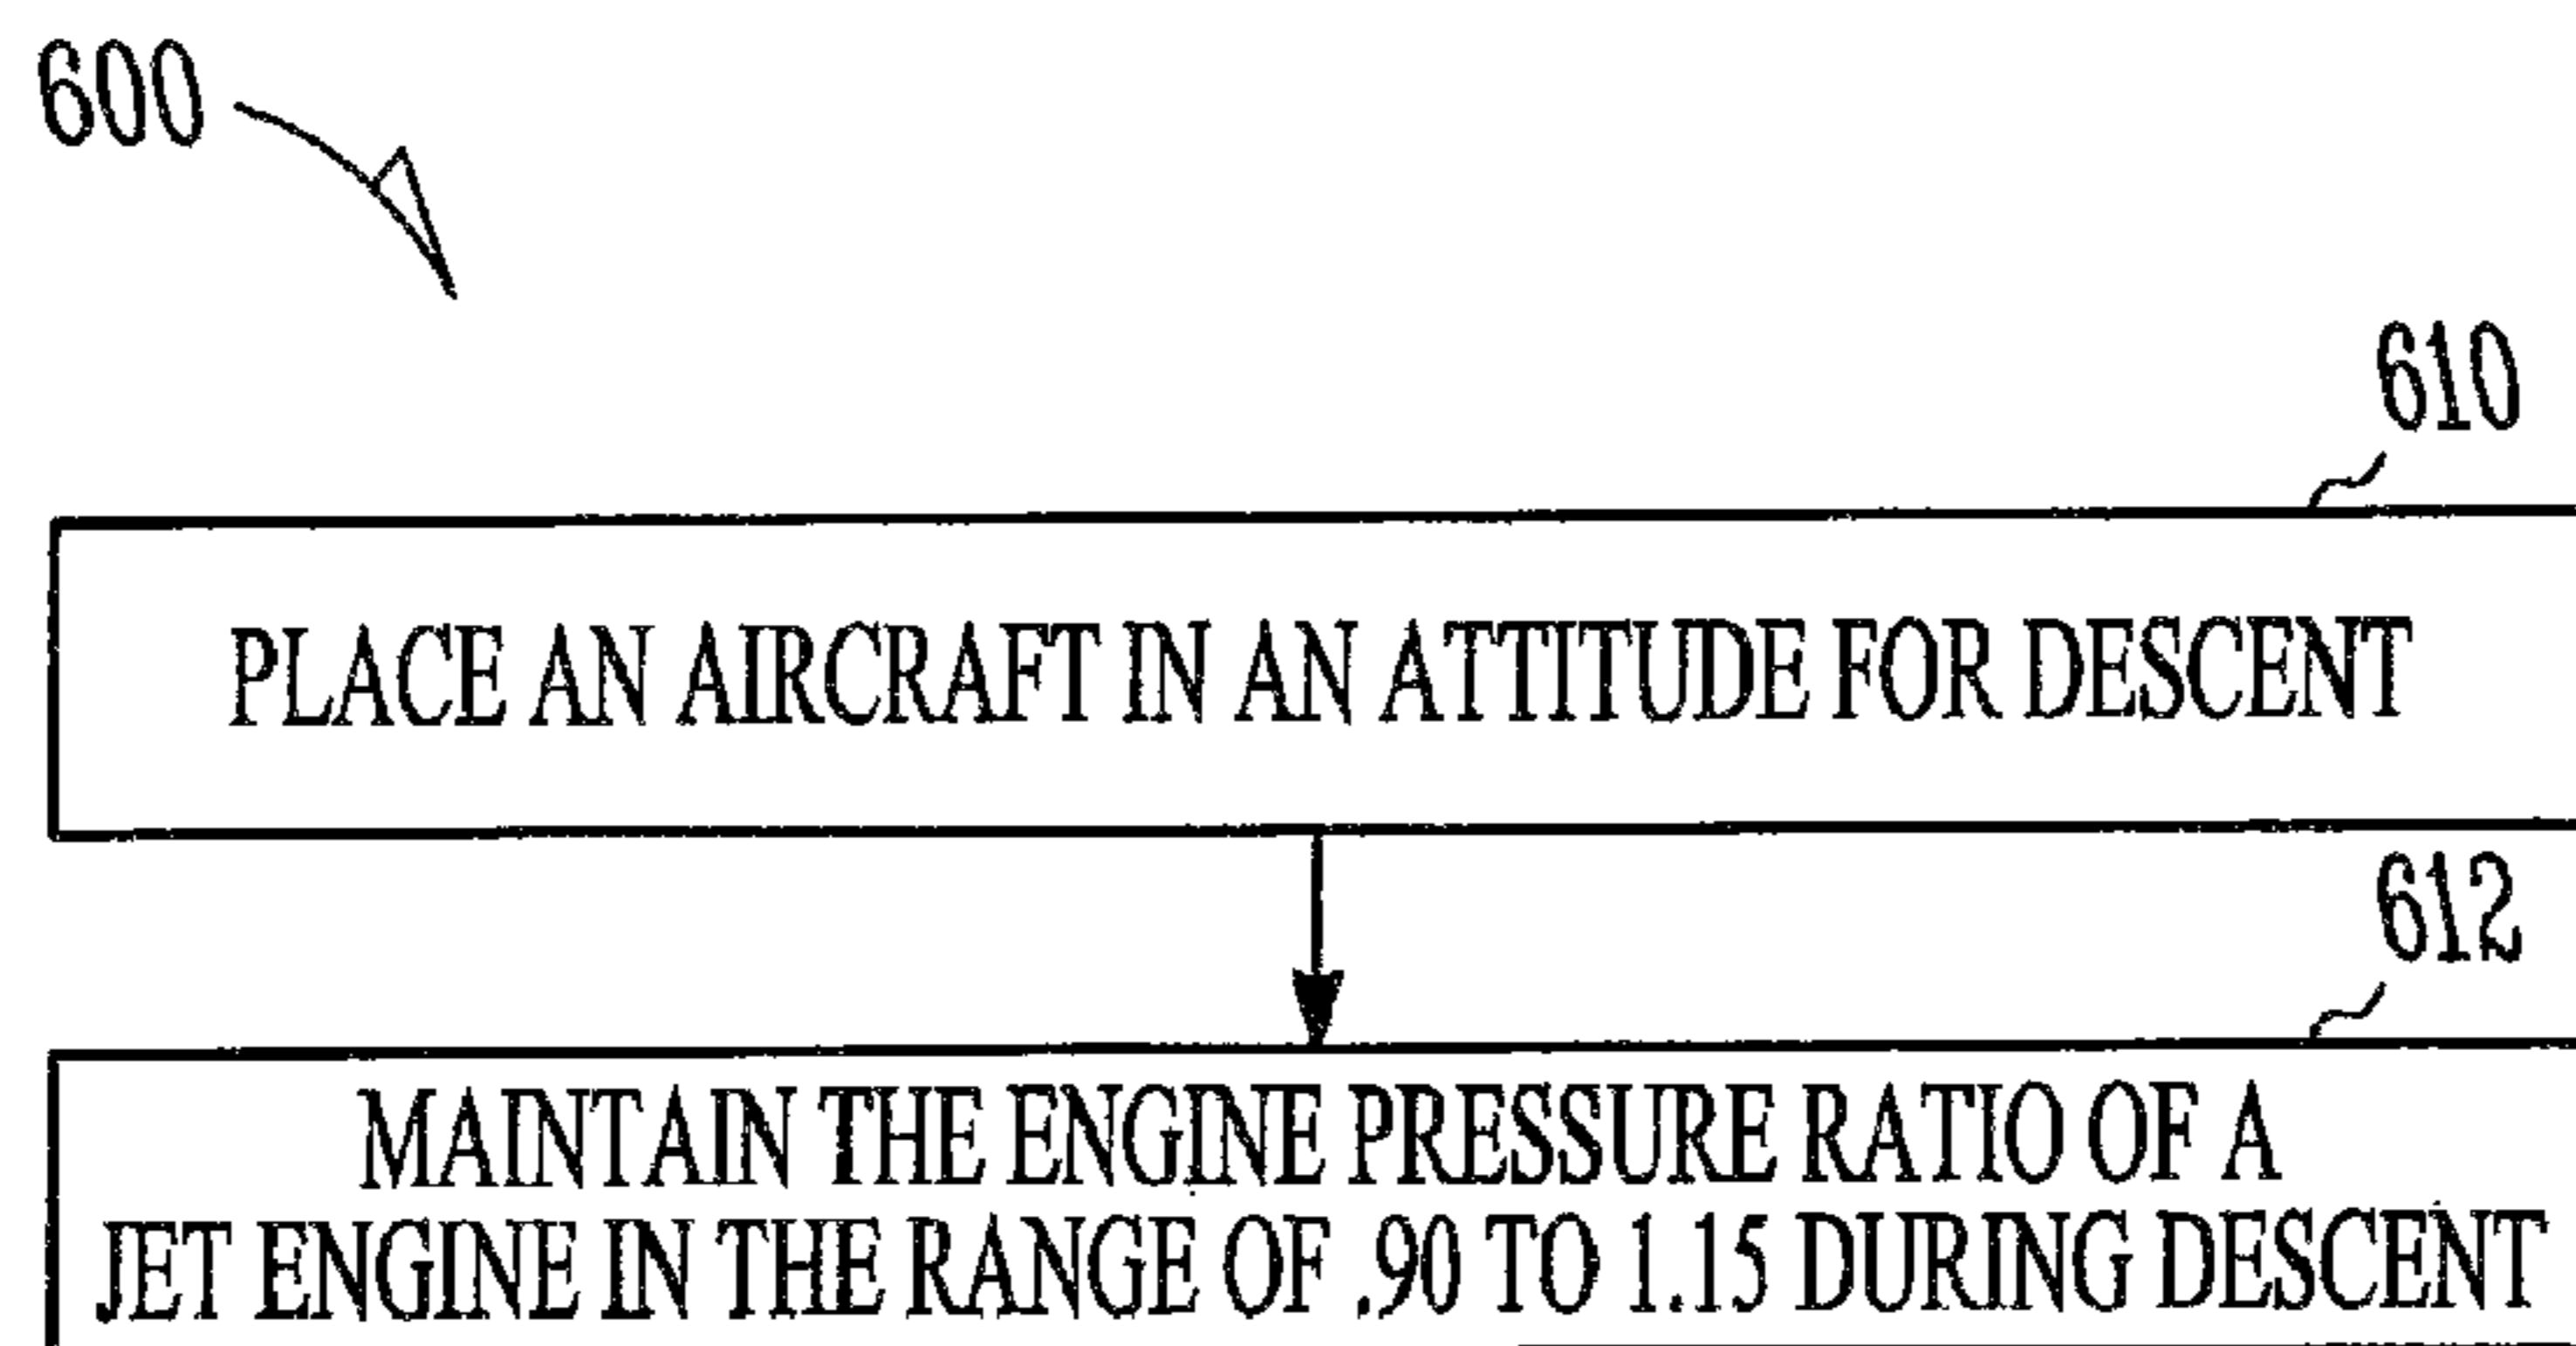 600
610
PLACE AN AIRCRAFT IN AN ATTITUDE FOR DESCENT
612
MAINTAIN THE ENGINE PRESSURE RATIO OF A
JET ENGINE IN THE RANGE OF .90 TO 1.15 DURING DESCENT